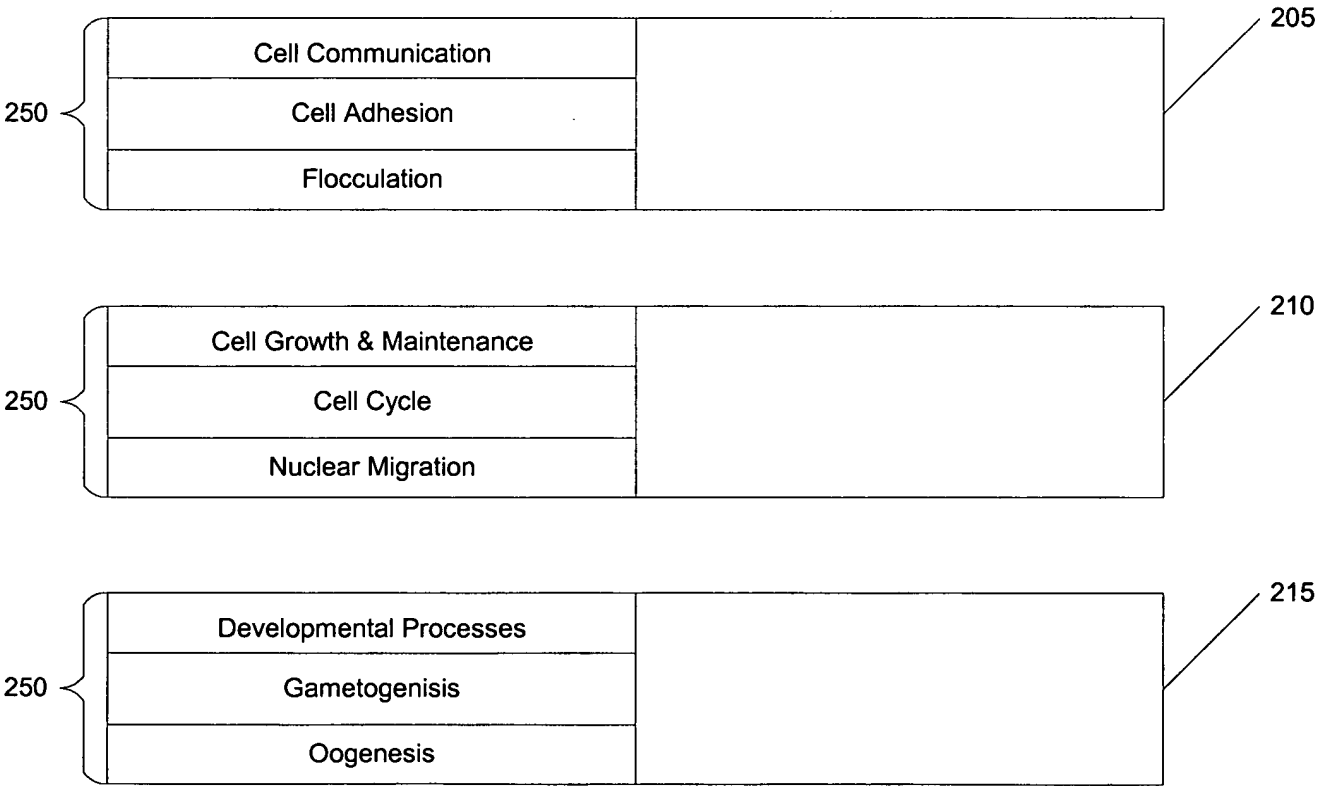 205
Cell Communication
250
Cell Adhesion
Flocculation
210
Cell Growth & Maintenance
250
Cell Cycle
Nuclear Migration
215
Developmental Processes
250
Gametogenisis
Oogenesis